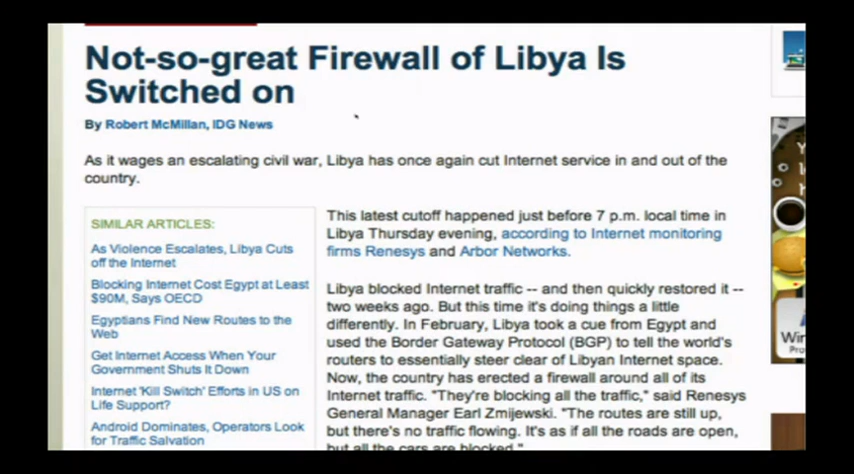 Not-so-great Firewall of Libya Is
Switched on
By Robert McMillan, IDG News
As it wages an escalating civil war, Libya has once again cut Internet service in and out of the
country.
SIMILAR ARTICLES:
As Violence Escalates, Libya Cuts
off the Internet
Blocking Internet Cost Egypt at Least
$90M, Says OECD
Egyptians Find New Routes to the
Web
Get Internet Access When Your
Government Shuts It Down
Internet 'Kill Switch' Efforts in US on
Life Support?
Android Dominates, Operators Look
for Traffic Salvation
This latest cutoff happened just before 7 p.m. local time in
Libya Thursday evening, according to Internet monitoring
firms Renesys and Arbor Networks.
Libya blocked Internet traffic -- and then quickly restored it --
two weeks ago. But this time it's doing things a little
differently. In February, Libya took a cue from Egypt and
used the Border Gateway Protocol (BGP) to tell the world's
routers to essentially steer clear of Libyan Internet space.
Now, the country has erected a firewall around all of its
Internet traffic. "They're blocking all the traffic," said Renesys
General Manager Earl Zmijewski. "The routes are still up,
but there's no traffic flowing. It's as if all the roads are open,
but all the cars are blocked."